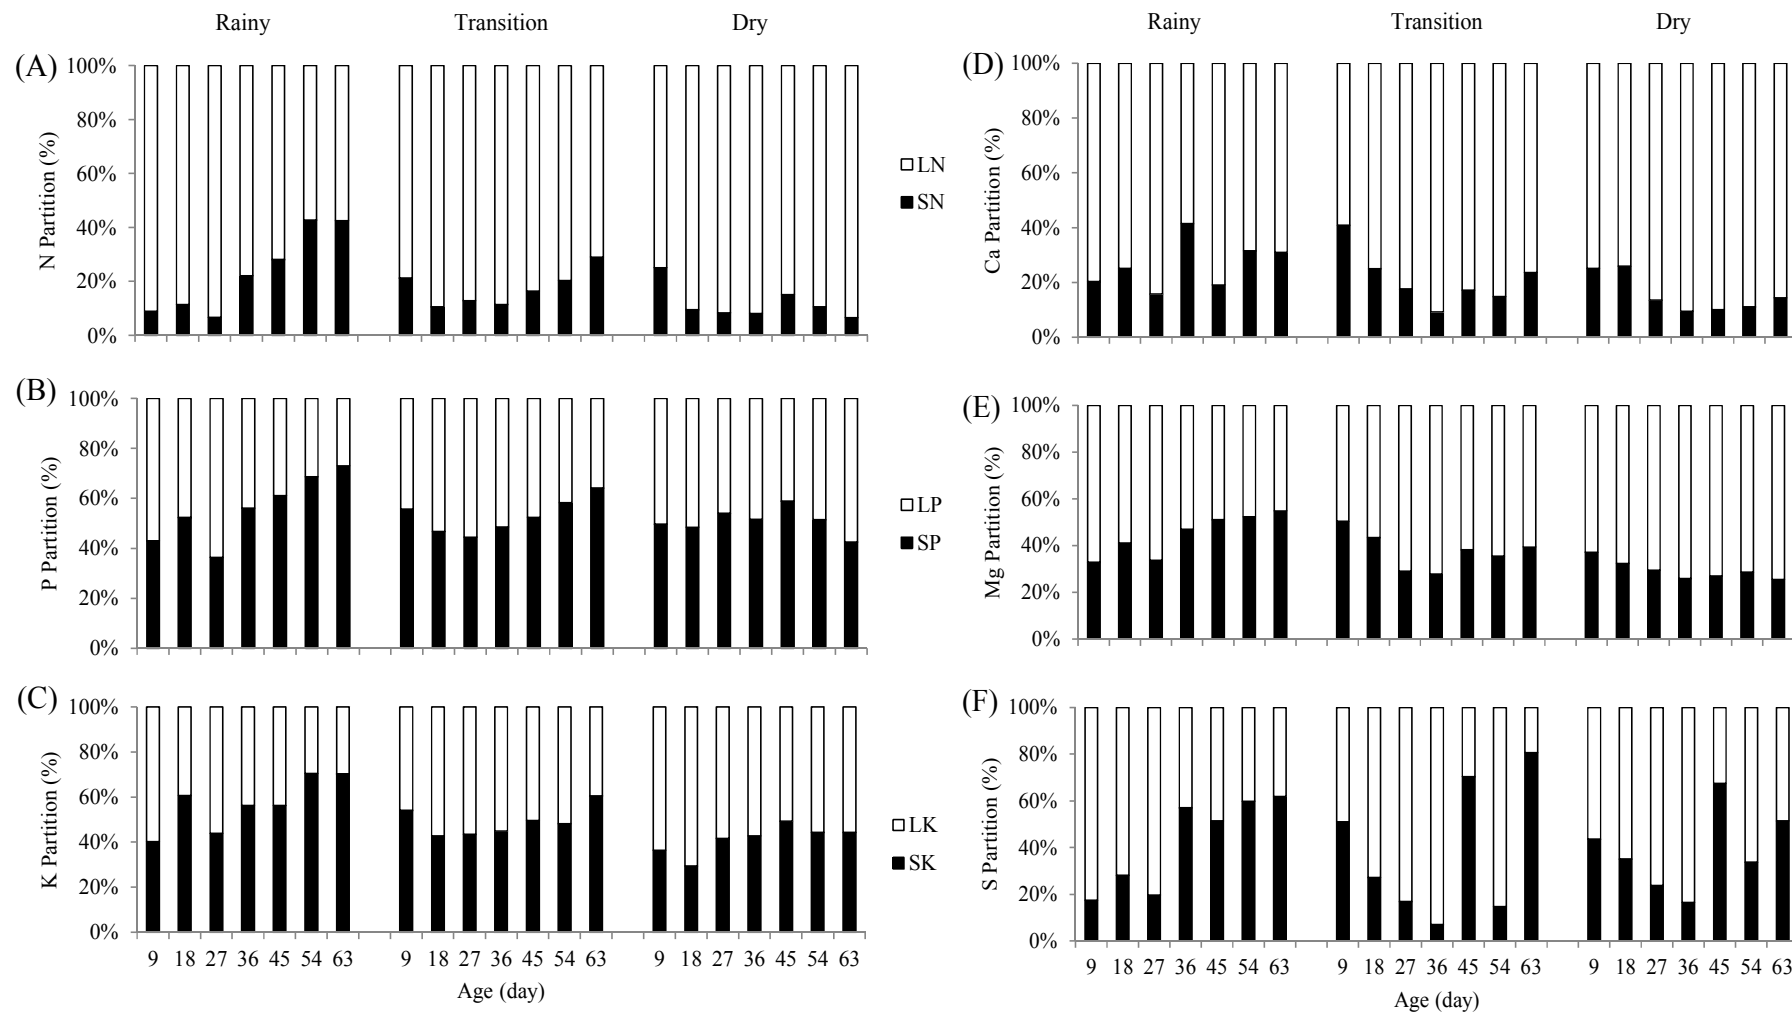 Rainy Transition Dry
(A)
100%
80%
60%
40%
20%
0%
N Partition (%)
LN
SN
(B)
100%
80%
60%
40%
20%
0%
P Partition (%)
LP
SP
(C)
100%
80%
60%
40%
20%
0%
K Partition (%)
LK
SK
9 18 27 36 45 54 63 9 18 27 36 45 54 63 9 18 27 36 45 54 63
Age (day)
Rainy Transition Dry
(D)
100%
80%
60%
40%
20%
0%
Ca Partition (%)
(E)
100%
80%
60%
40%
20%
0%
Mg Partition (%)
(F)
100%
80%
60%
40%
20%
0%
S Partition (%)
9 18 27 36 45 54 63 9 18 27 36 45 54 63 9 18 27 36 45 54 63
Age (day)